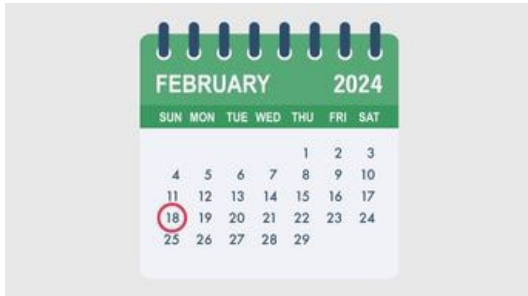 FEBRUARY 2024
SUN MON TUE WED THU FRI SAT
1 2 3
4 5 6 7 8 9 10
11 12 13 14 15 16 17
18 19 20 21 22 23 24
25 26 27 28 29